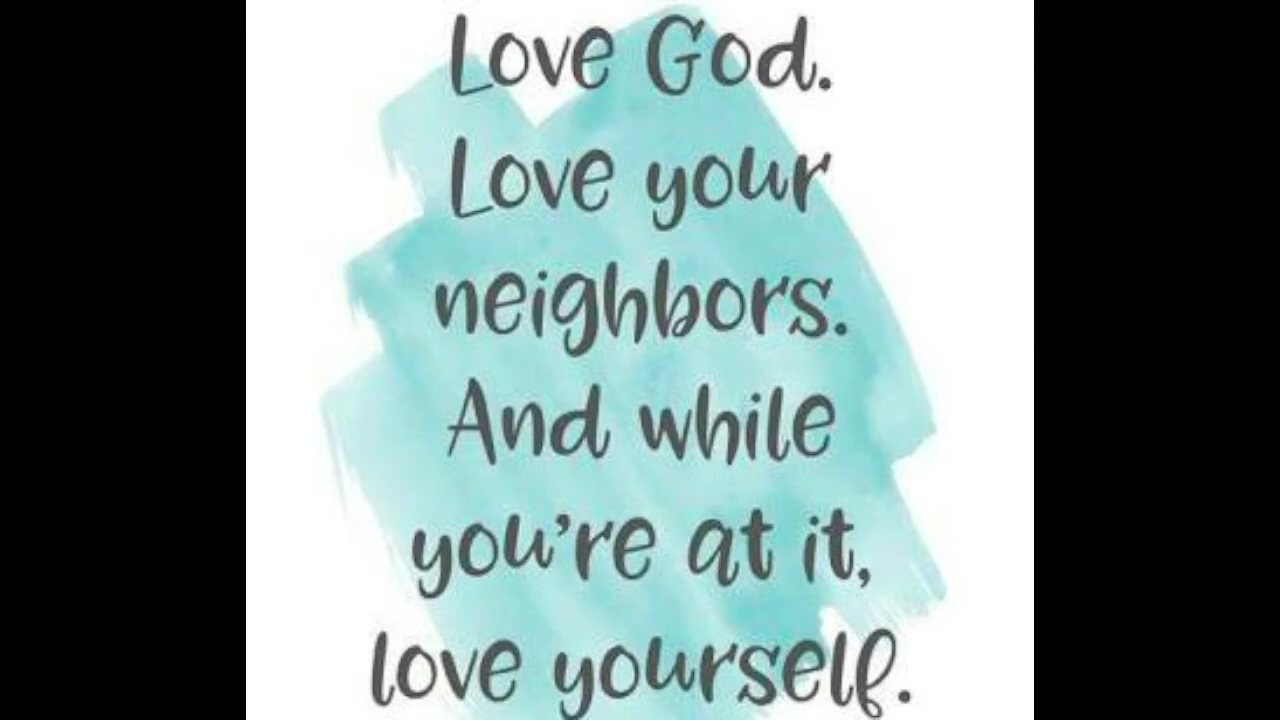 Love God.
Love your
neighbors.
And while
you're at it,
love yourself.